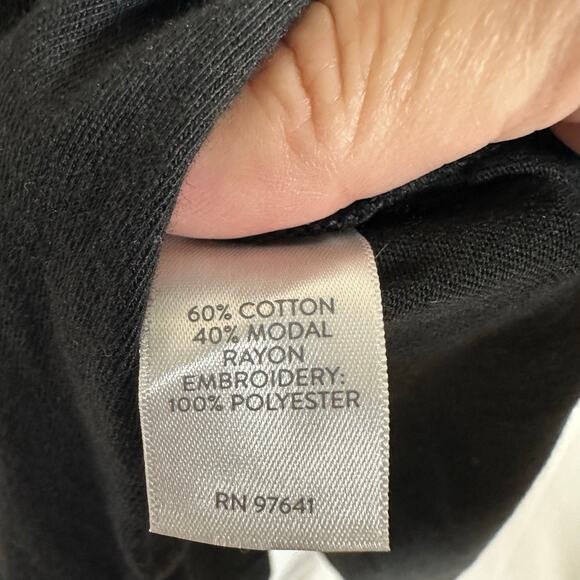 60% COTTON
40% MODAL
RAYON
EMBROIDERY:
100% POLYESTER
RN 97641